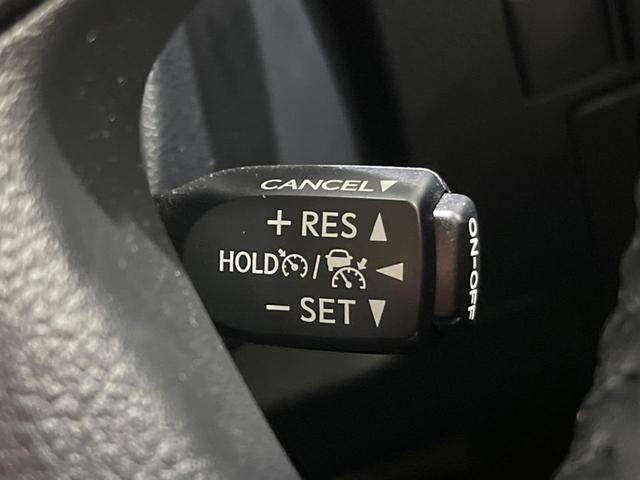 CANCEL
+ RES
HOLD /
- SET
ON-OFF